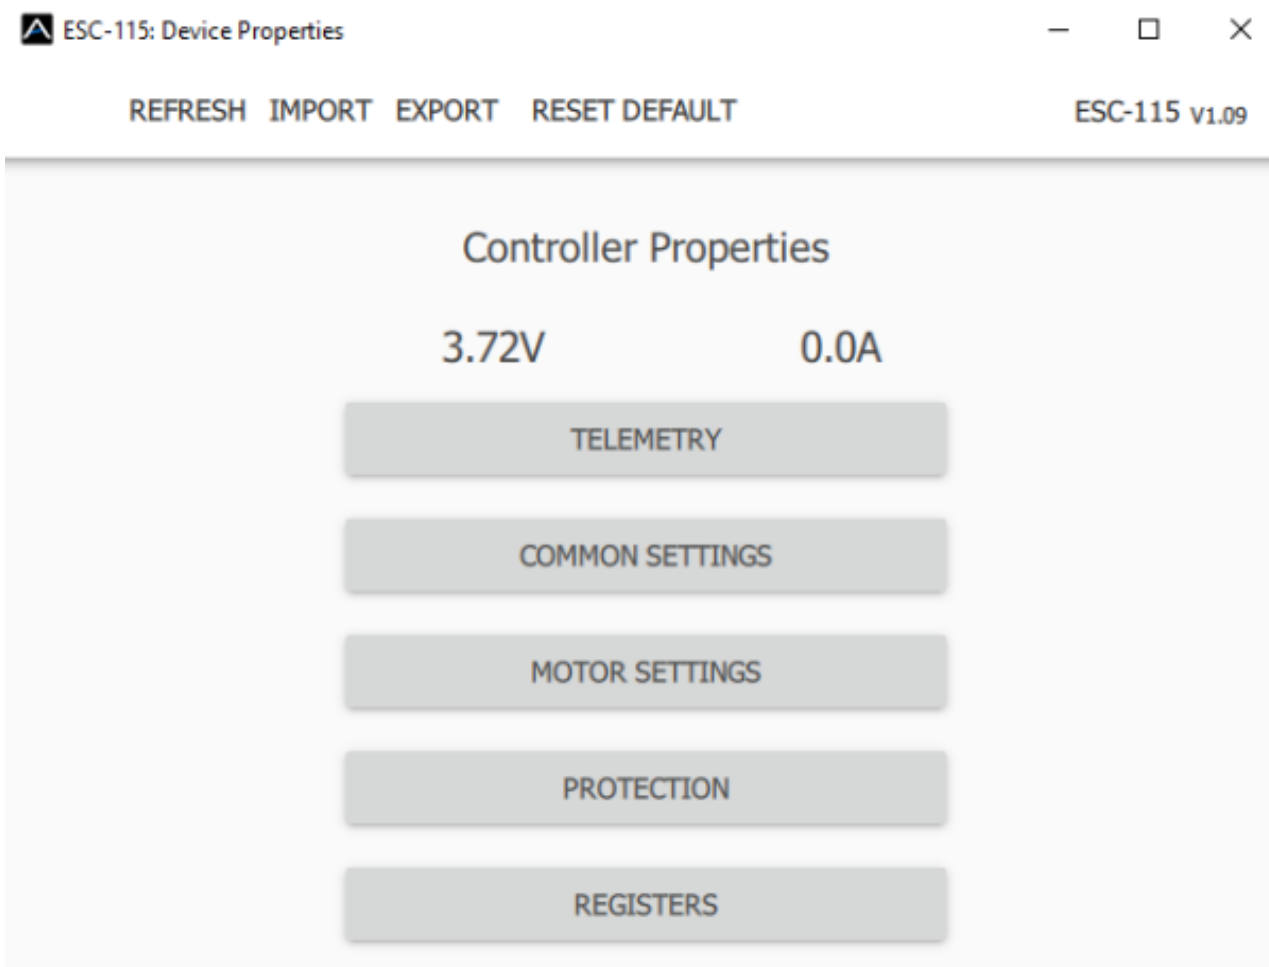 ESC-115: Device Properties
REFRESH IMPORT EXPORT RESET DEFAULT ESC-115 V1.09
Controller Properties
3.72V 0.0A
TELEMETRY
COMMON SETTINGS
MOTOR SETTINGS
PROTECTION
REGISTERS